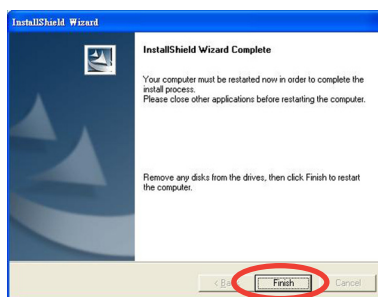 InstallShield Wizard
InstallShield Wizard Complete
Your computer must be restarted now in order to complete the
install process.
Please close other applications before restarting the computer.
Remove any disks from the drives, then click Finish to restart
the computer.
Finish
Cancel